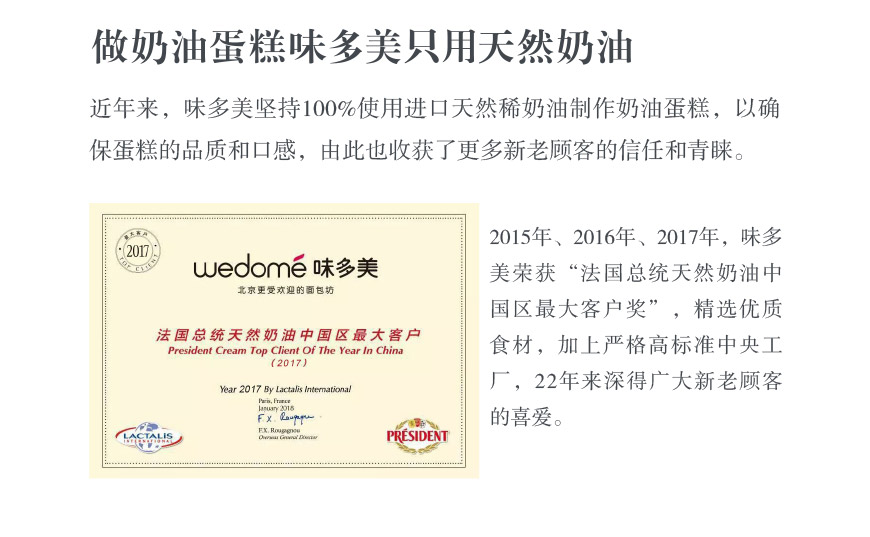 做奶油蛋糕味多美只用天然奶油
近年来，味多美坚持100%使用进口天然稀奶油制作奶油蛋糕，以确
保蛋糕的品质和口感，由此也收获了更多新老顾客的信任和青睐。
最大客户
2017
TOP CLIENT
wedomé 味多美
北京更受欢迎的面包坊
法国总统天然奶油中国区最大客户
President Cream Top Client Of The Year In China
（2017）
Year 2017 By Lactalis International
Paris, France
January 2018
F.X. Rougagnou
F.X. Rougagnou
Overseas General Director
LACTALIS
INTERNATIONAL
PRÉSIDENT
2015年、2016年、2017年，味多
美荣获“法国总统天然奶油中
国区最大客户奖”，精选优质
食材，加上严格高标准中央工
厂，22年来深得广大新老顾客
的喜爱。